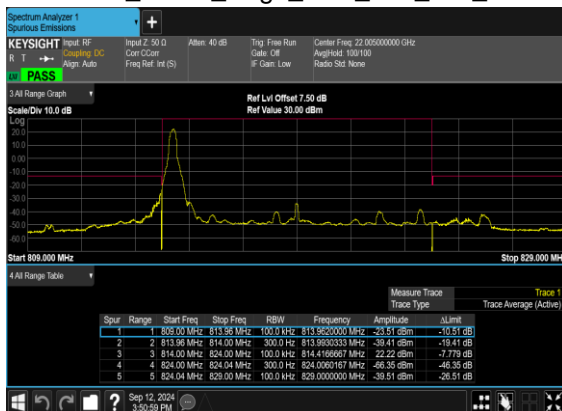 Spectrum Analyzer 1
Spurious Emissions
KEYSIGHT Input: RF Input Z: 50 Ω Atten: 40 dB Trig: Free Run Center Freq: 22.005000000 GHz
R T Coupling: DC Corr CCorr Gate: Off Avg|Hold: 100/100
Align: Auto Freq Ref: Int (S) IF Gain: Low Radio Std: None
PASS
3 All Range Graph
Ref Lvl Offset 7.50 dB
Scale/Div 10.0 dB Ref Value 30.00 dBm
Log
20.0
10.0
0.00
-10.0
-20.0
-30.0
-40.0
-50.0
-60.0
Start 809.000 MHz Stop 829.000 MH
4 All Range Table
Measure Trace Trace 1
Trace Type Trace Average (Active)
Spur Range Start Freq Stop Freq RBW Frequency Amplitude ΔLimit
1 1 809.00 MHz 813.96 MHz 100.0 kHz 813.9620000 MHz -23.51 dBm -10.51 dB
2 2 813.96 MHz 814.00 MHz 300.0 Hz 813.9930333 MHz -39.41 dBm -19.41 dB
3 3 814.00 MHz 824.00 MHz 100.0 kHz 814.4166667 MHz 22.22 dBm -7.779 dB
4 4 824.00 MHz 824.04 MHz 300.0 Hz 824.0060167 MHz -66.35 dBm -46.35 dB
5 5 824.04 MHz 829.00 MHz 100.0 kHz 829.0000000 MHz -39.51 dBm -26.51 dB
Sep 12, 2024
3:50:59 PM